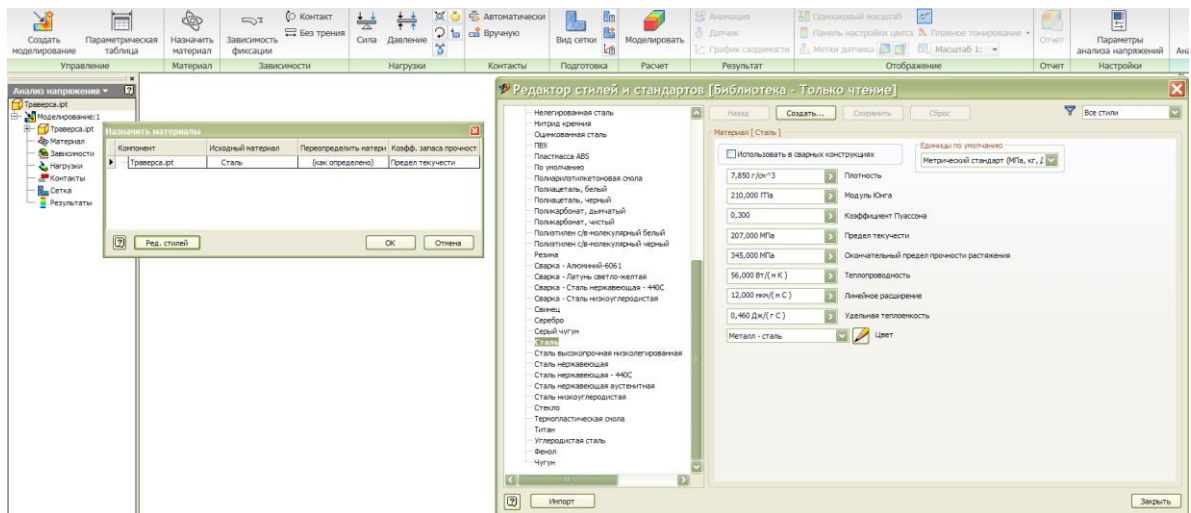 Создать моделирование
Параметрическая таблица
Назначить материал
Зависимость фиксации
Контакт
Без трения
Сила
Давление
Автоматически
Вручную
Вид сетки
Моделировать
Анимация
Датчик
График сходимости
Одинаковый масштаб
Панель настройки цвета
Плавное тонирование
Метки датчика
Масштаб 1:
Отчет
Параметры анализа напряжений
Ана
Управление
Материал
Зависимости
Нагрузки
Контакты
Подготовка
Расчет
Результат
Отображение
Отчет
Настройки
Анализ напряжения
Траверса.ipt
Моделирование:1
Траверса.ipt
Материал
Зависимости
Нагрузки
Контакты
Сетка
Результаты
Назначить материалы
Компонент Исходный материал Переопределить матери Коэфф. запаса прочност
Траверса.ipt Сталь (как определено) Предел текучести
Ред. стилей ОК Отмена
Редактор стилей и стандартов [Библиотека - Только чтение]
Нелегированная сталь
Нитрид кремния
Оцинкованная сталь
ПВХ
Пластмасса ABS
По умолчанию
Полиарилэтилкетоновая смола
Полиацеталь, белый
Полиацеталь, черный
Поликарбонат, дымчатый
Поликарбонат, чистый
Полиэтилен с/в-молекулярный белый
Полиэтилен с/в-молекулярный черный
Резина
Сварка - Алюминий-6061
Сварка - Латунь светло-желтая
Сварка - Сталь нержавеющая - 440C
Сварка - Сталь низкоуглеродистая
Свинец
Серебро
Серый чугун
Сталь
Сталь высокопрочная низколегированная
Сталь нержавеющая
Сталь нержавеющая - 440C
Сталь нержавеющая аустенитная
Сталь низкоуглеродистая
Стекло
Термопластическая смола
Титан
Углеродистая сталь
Фенол
Чугун
Импорт
Назад Создать... Сохранить Сброс Все стили
Материал [ Сталь ]
Использовать в сварных конструкциях
Единицы по умолчанию
Метрический стандарт (МПа, кг, Д
7,850 г/см^3 Плотность
210,000 ГПа Модуль Юнга
0,300 Коэффициент Пуассона
207,000 МПа Предел текучести
345,000 МПа Окончательный предел прочности растяжения
56,000 Вт/( м К ) Теплопроводность
12,000 мкм/( м C ) Линейное расширение
0,460 Дж/( г C ) Удельная теплоемкость
Металл - сталь Цвет
Закрыть